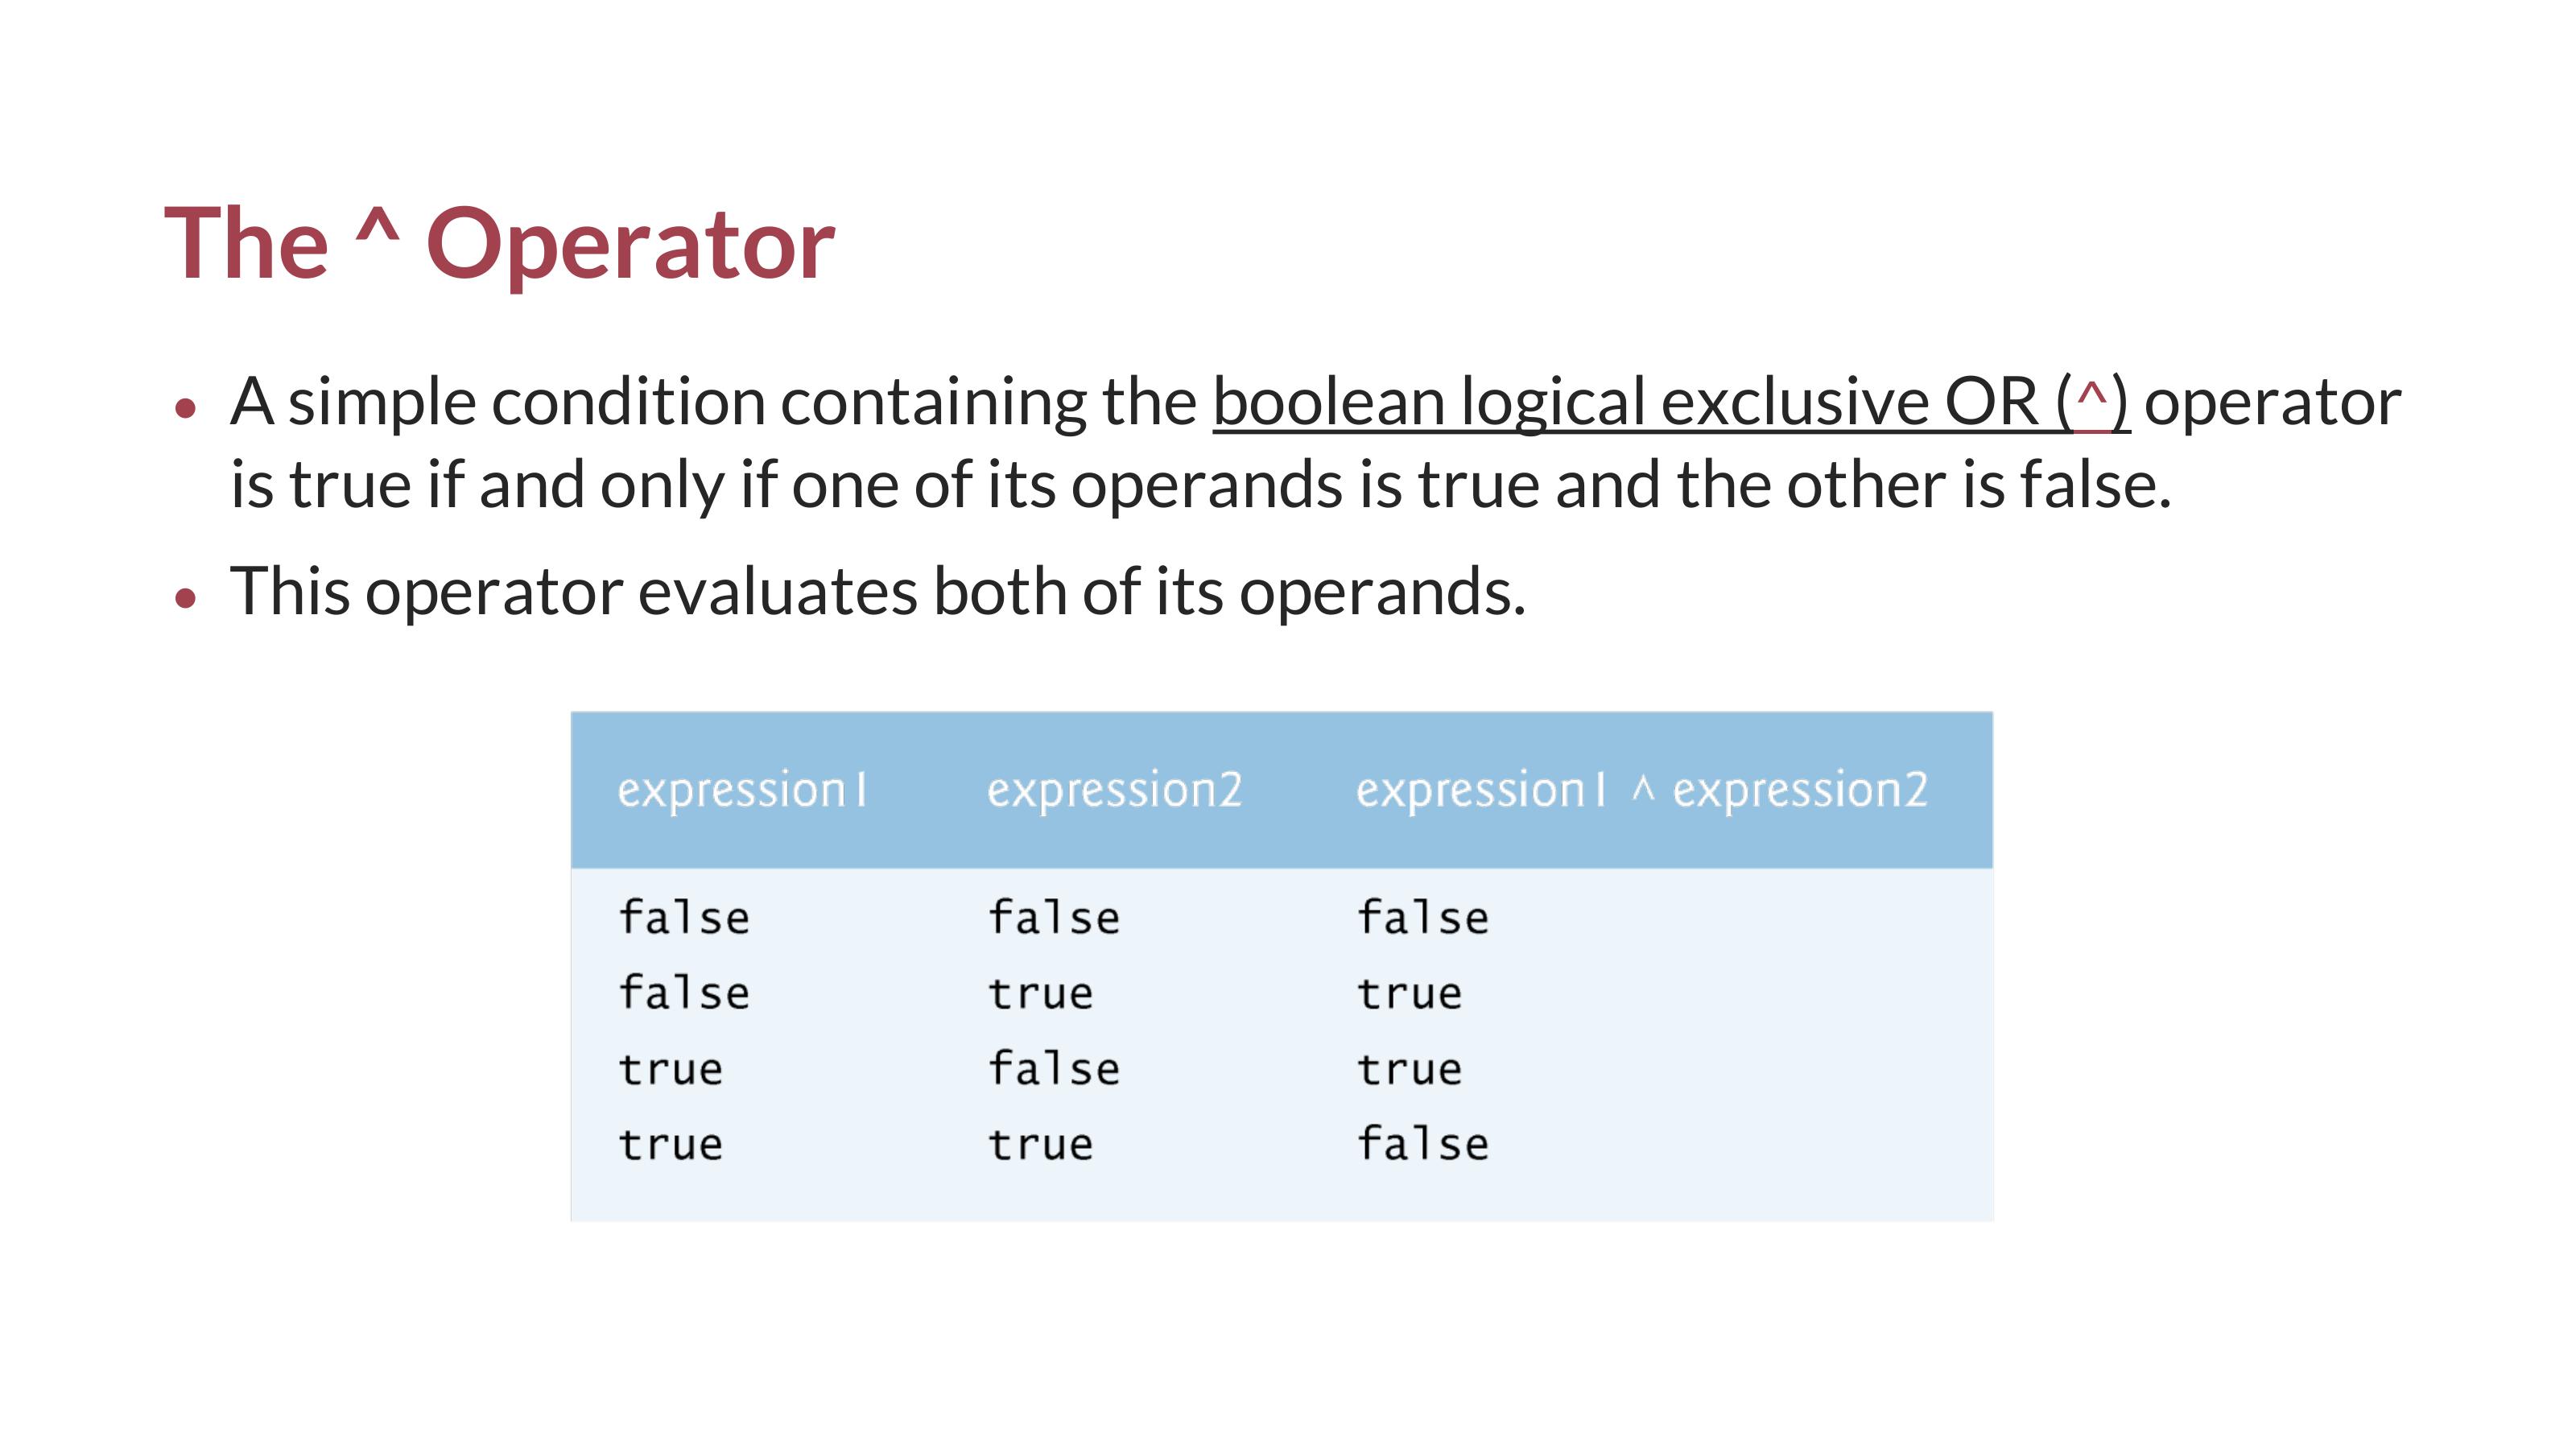 The ^ Operator
• A simple condition containing the boolean logical exclusive OR (^) operator
is true if and only if one of its operands is true and the other is false.
• This operator evaluates both of its operands.
expression1 expression2 expression1 ^ expression2
false false false
false true true
true false true
true true false